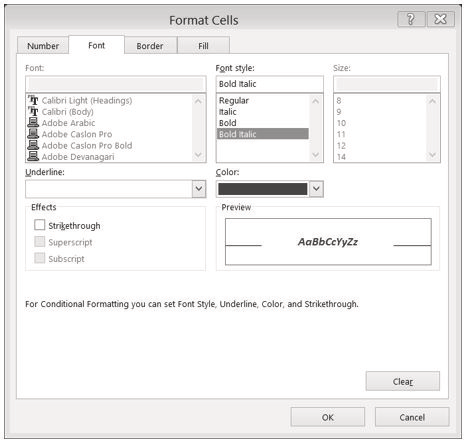 Format Cells
Number Font Border Fill
Font: Font style: Size:
Bold Italic
Calibri Light (Headings) Regular 8
Calibri (Body) Italic 9
Adobe Arabic Bold 10
Adobe Caslon Pro Bold Italic 11
Adobe Caslon Pro Bold 12
Adobe Devanagari 14
Underline: Color:
Effects Preview
Strikethrough
Superscript
Subscript
AaBbCcYyZz
For Conditional Formatting you can set Font Style, Underline, Color, and Strikethrough.
Clear
OK Cancel